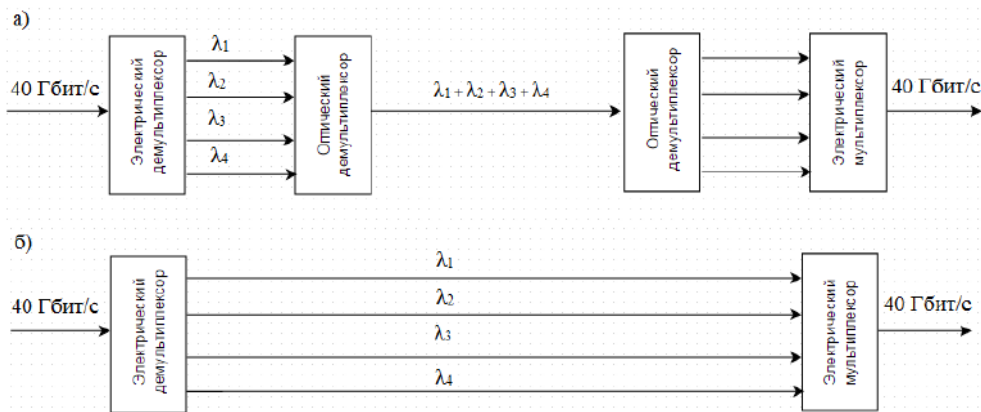 а)
40 Гбит/с
Электрический
демультиплексор
λ1
λ2
λ3
λ4
Оптический
демультиплексор
λ1 + λ2 + λ3 + λ4
Оптический
демультиплексор
Электрический
мультиплексор
40 Гбит/с
б)
40 Гбит/с
Электрический
демультиплексор
λ1
λ2
λ3
λ4
Электрический
мультиплексор
40 Гбит/с